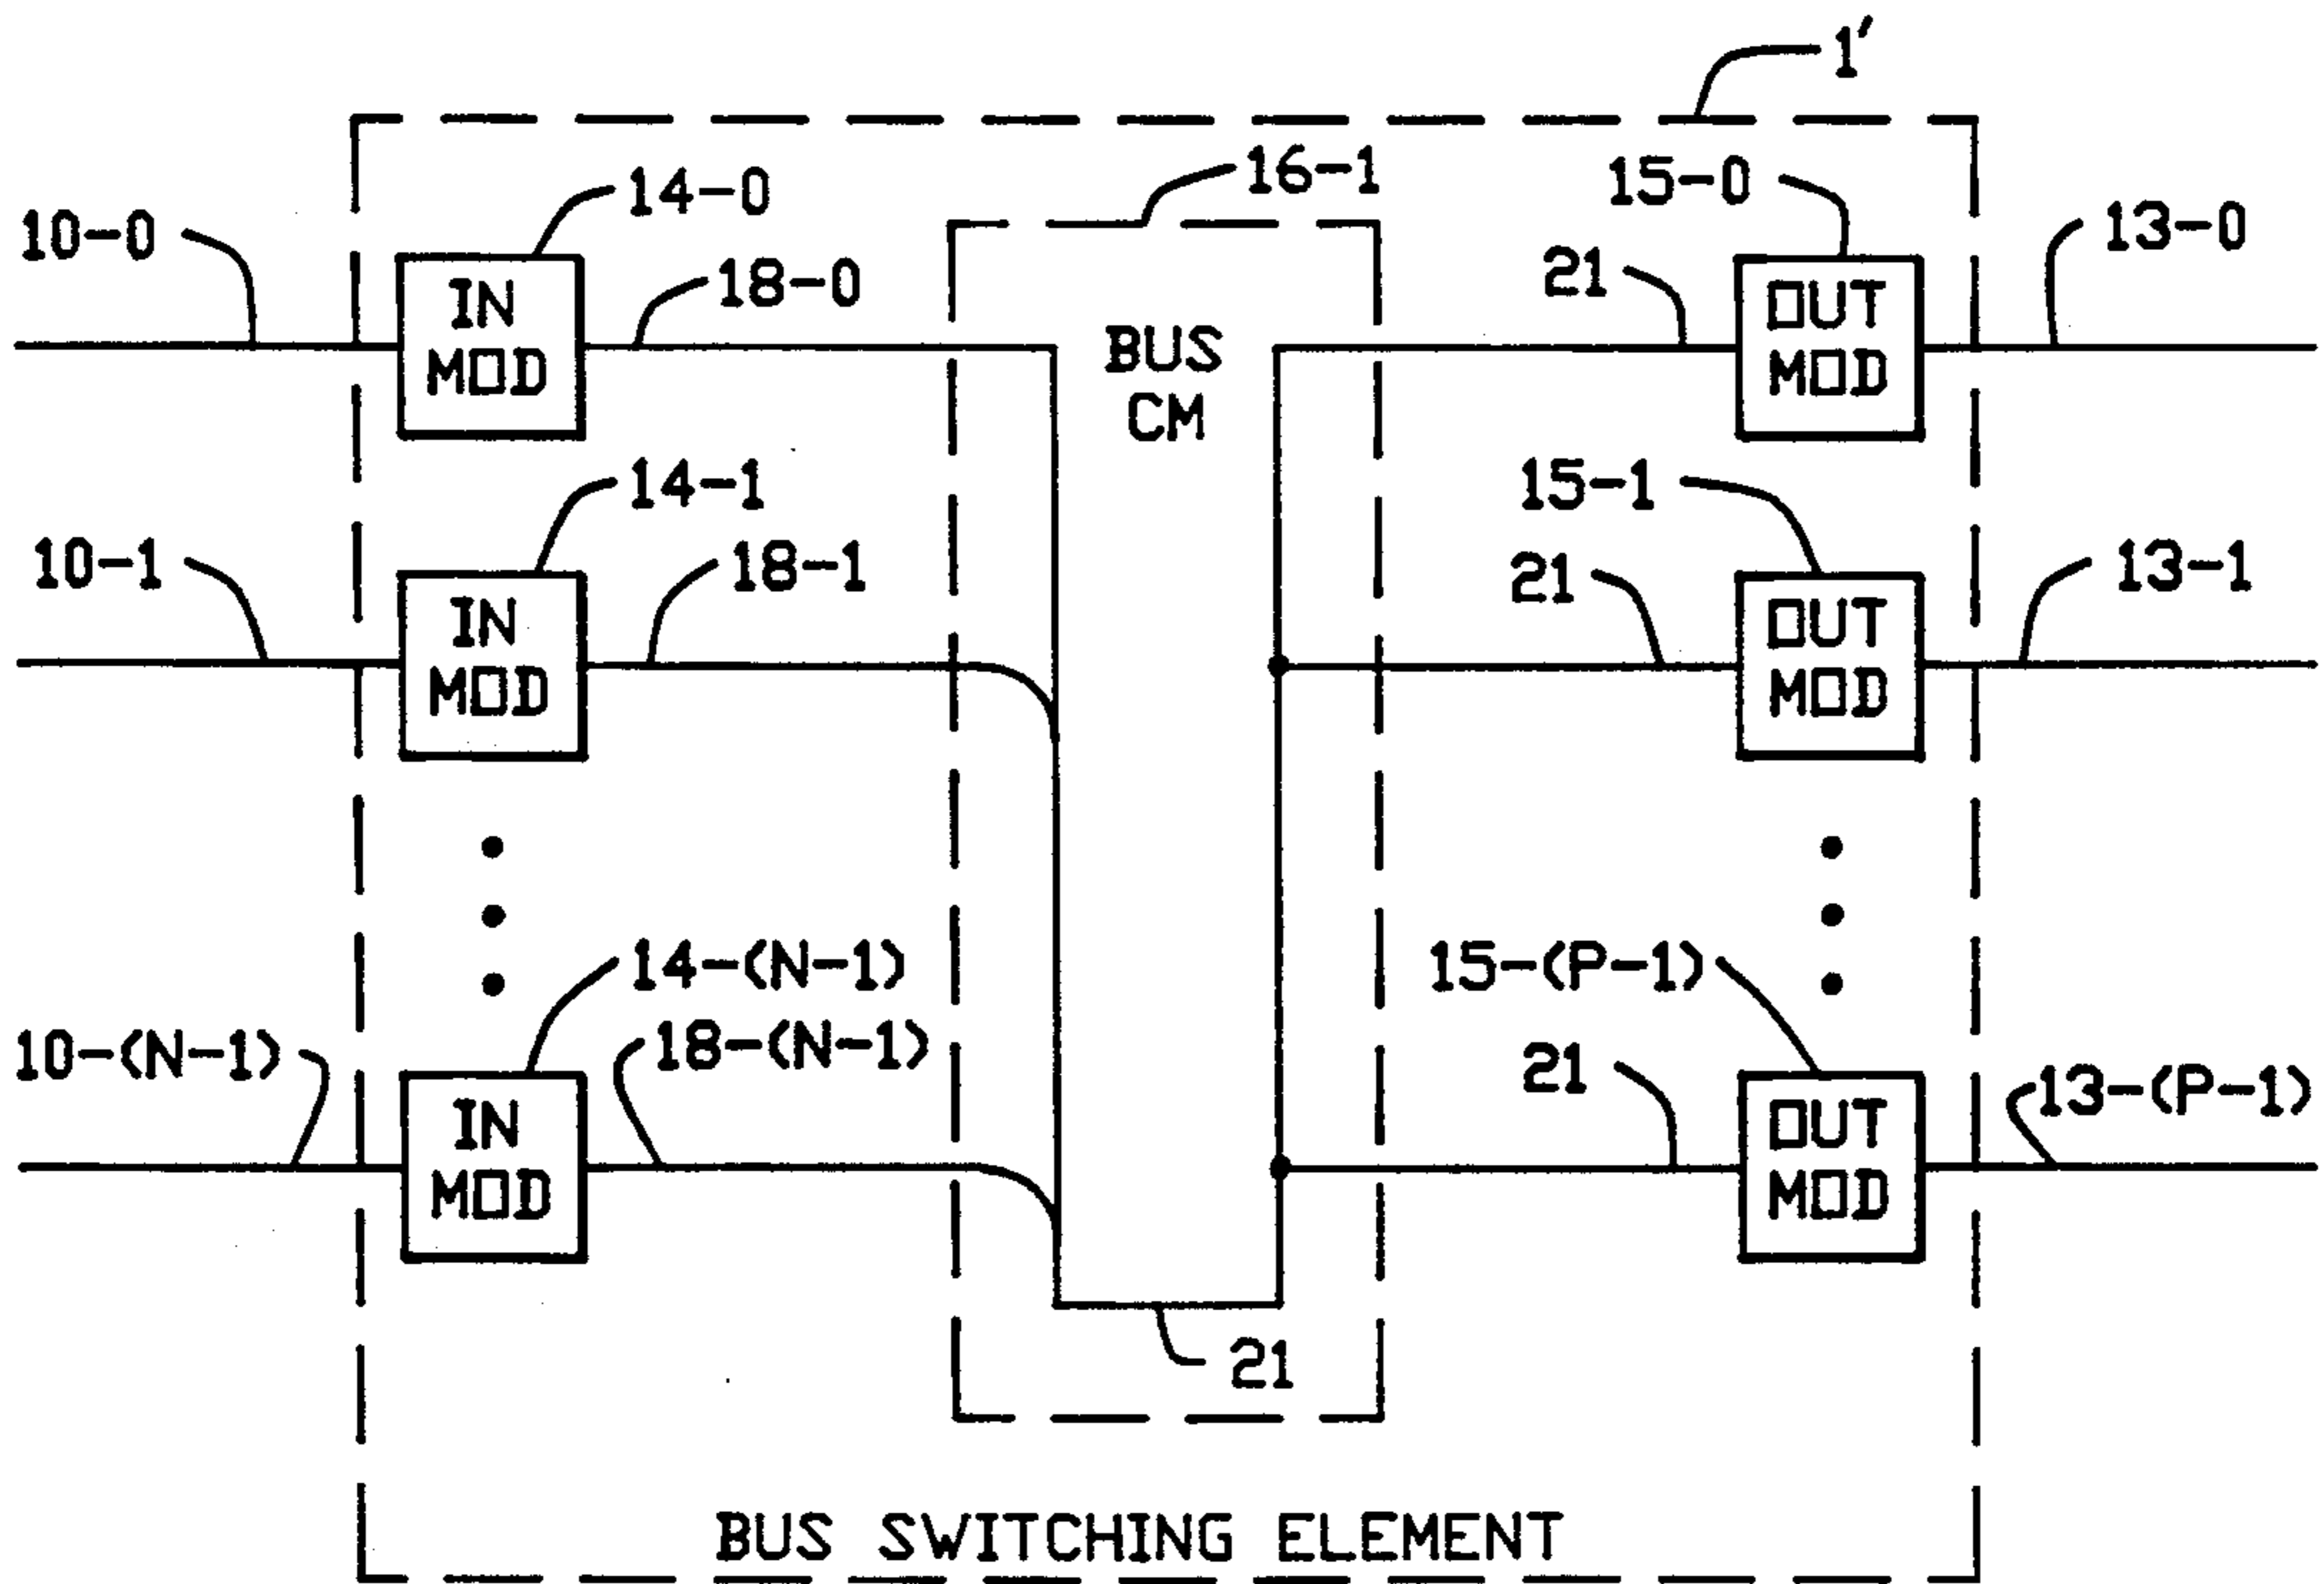 1′
16-1
15-0
14-0
13-0
10-0
18-0
21
IN
MOD
BUS
CM
OUT
MOD
14-1
15-1
10-1
18-1
21
13-1
IN
MOD
OUT
MOD
14-(N-1)
15-(P-1)
10-(N-1)
18-(N-1)
21
13-(P-1)
IN
MOD
OUT
MOD
21
BUS SWITCHING ELEMENT